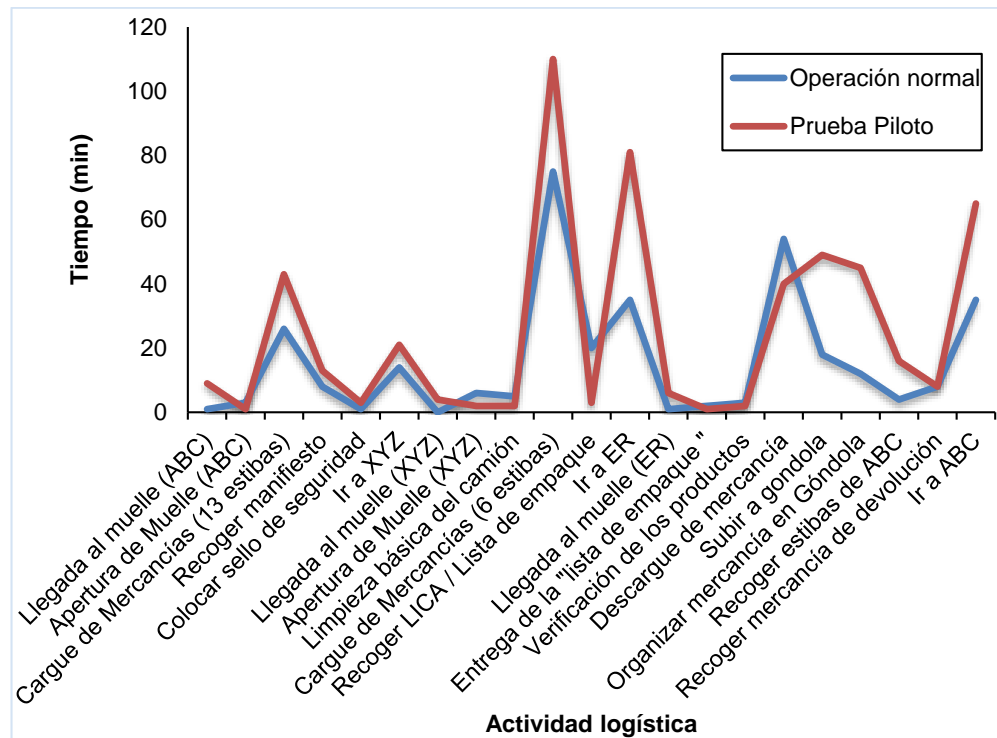 120
100
80
60
40
20
0
Tiempo (min)
Operación normal
Prueba Piloto
Llegada al muelle (ABC)
Apertura de Muelle (ABC)
Cargue de Mercancías (13 estibas)
Recoger manifiesto
Colocar sello de seguridad
Ir a XYZ
Llegada al muelle (XYZ)
Apertura de Muelle (XYZ)
Limpieza básica del camión
Cargue de Mercancías (6 estibas)
Recoger LICA / Lista de empaque
Ir a ER
Llegada al muelle (ER)
Entrega de la "lista de empaque"
Verificación de los productos
Descargue de mercancía
Subir a gondola
Organizar mercancía en Góndola
Recoger estibas de ABC
Recoger mercancía de devolución
Ir a ABC
Actividad logística